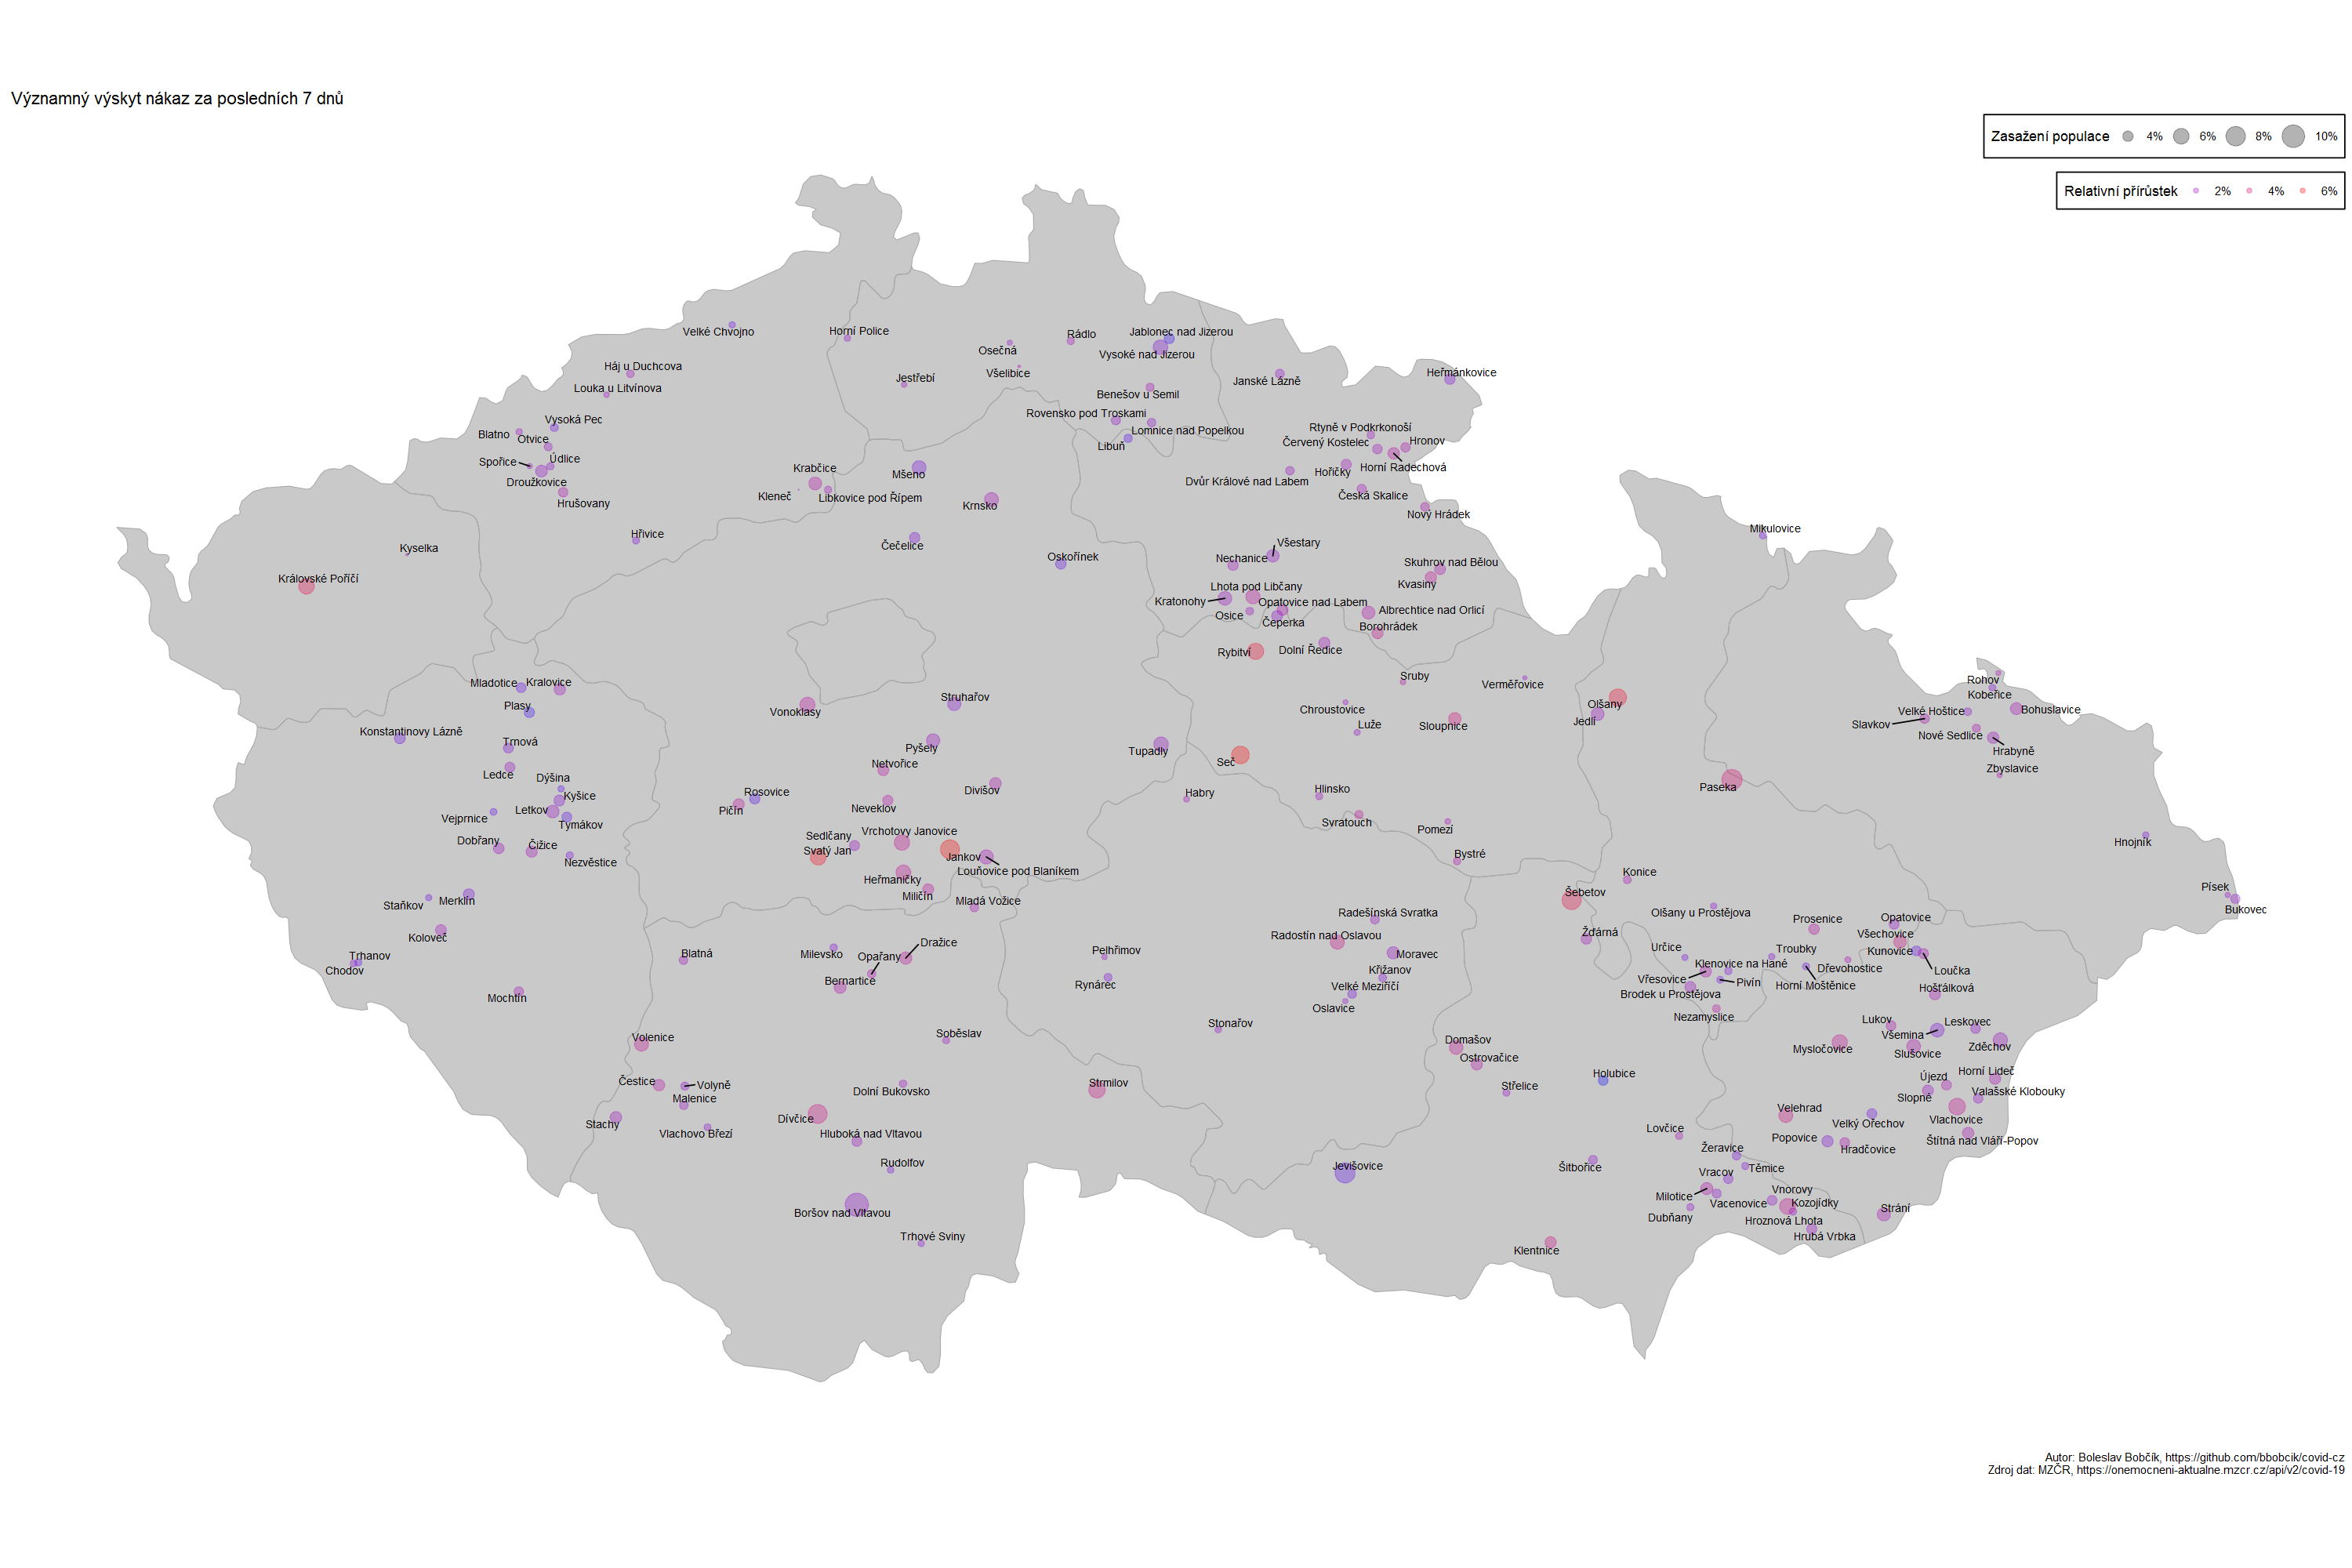 Významný výskyt nákaz za posledních 7 dnů
Zasažení populace 4% 6% 8% 10%
Relativní přírůstek 2% 4% 6%
Velké Chvojno
Horní Police
Rádlo
Jablonec nad Jizerou
Osečná
Vysoké nad Jizerou
Háj u Duchcova
Všelibice
Jestřebí
Janské Lázně
Heřmánkovice
Louka u Litvínova
Benešov u Semil
Rovensko pod Troskami
Vysoká Pec
Lomnice nad Popelkou
Rtyně v Podkrkonoší
Blatno
Otvice
Libuň
Červený Kostelec
Hronov
Spořice
Údlice
Krabčice
Mšeno
Hořičky
Horní Radechová
Droužkovice
Dvůr Králové nad Labem
Kleneč
Libkovice pod Řípem
Česká Skalice
Hrušovany
Krnsko
Nový Hrádek
Mikulovice
Hřivice
Čečelice
Všestary
Kyselka
Oskořínek
Nechanice
Skuhrov nad Bělou
Královské Poříčí
Kvasiny
Lhota pod Libčany
Kratonohy
Opatovice nad Labem
Albrechtice nad Orlicí
Osice
Čeperka
Borohrádek
Rybitví
Dolní Ředice
Sruby
Verměřovice
Rohov
Mladotice
Kralovice
Kobeřice
Struhařov
Olšany
Plasy
Vonoklasy
Chroustovice
Velké Hoštice
Bohuslavice
Jedlí
Slavkov
Luže
Sloupnice
Konstantinovy Lázně
Nové Sedlice
Trnová
Pyšely
Tupadly
Hrabyně
Seč
Netvořice
Zbyslavice
Ledce
Dýšina
Paseka
Divišov
Rosovice
Habry
Hlinsko
Kyšice
Letkov
Pičín
Neveklov
Vejprnice
Tymákov
Svratouch
Pomezí
Sedlčany
Vrchotovy Janovice
Dobřany
Čižice
Hnojník
Svatý Jan
Jankov
Bystré
Nezvěstice
Louňovice pod Blaníkem
Konice
Heřmaničky
Šebetov
Písek
Miličín
Mladá Vožice
Staňkov
Merklín
Bukovec
Radešínská Svratka
Olšany u Prostějova
Prosenice
Opatovice
Koloveč
Radostín nad Oslavou
Žďárná
Všechovice
Dražice
Blatná
Milevsko
Opařany
Pelhřimov
Moravec
Určice
Troubky
Kunovice
Trhanov
Klenovice na Hané
Chodov
Křižanov
Dřevohostice
Loučka
Bernartice
Rynárec
Velké Meziříčí
Vřesovice
Pivín
Horní Moštěnice
Hošťálková
Mochtín
Brodek u Prostějova
Oslavice
Nezamyslice
Stonařov
Lukov
Leskovec
Volenice
Soběslav
Domašov
Všemina
Mysločovice
Slušovice
Zděchov
Ostrovačice
Holubice
Horní Lideč
Čestice
Volyně
Strmilov
Střelice
Újezd
Dolní Bukovsko
Malenice
Slopné
Valašské Klobouky
Velehrad
Dívčice
Stachy
Vlachovice
Velký Ořechov
Vlachovo Březí
Hluboká nad Vltavou
Lovčice
Popovice
Štítná nad Vláří-Popov
Žeravice
Hradčovice
Rudolfov
Jevišovice
Šitbořice
Těmice
Vracov
Vnorovy
Milotice
Vacenovice
Kozojídky
Boršov nad Vltavou
Dubňany
Strání
Hroznová Lhota
Trhové Sviny
Hrubá Vrbka
Klentnice
Autor: Boleslav Bobčík, https://github.com/bbobcik/covid-cz
Zdroj dat: MZČR, https://onemocneni-aktualne.mzcr.cz/api/v2/covid-19